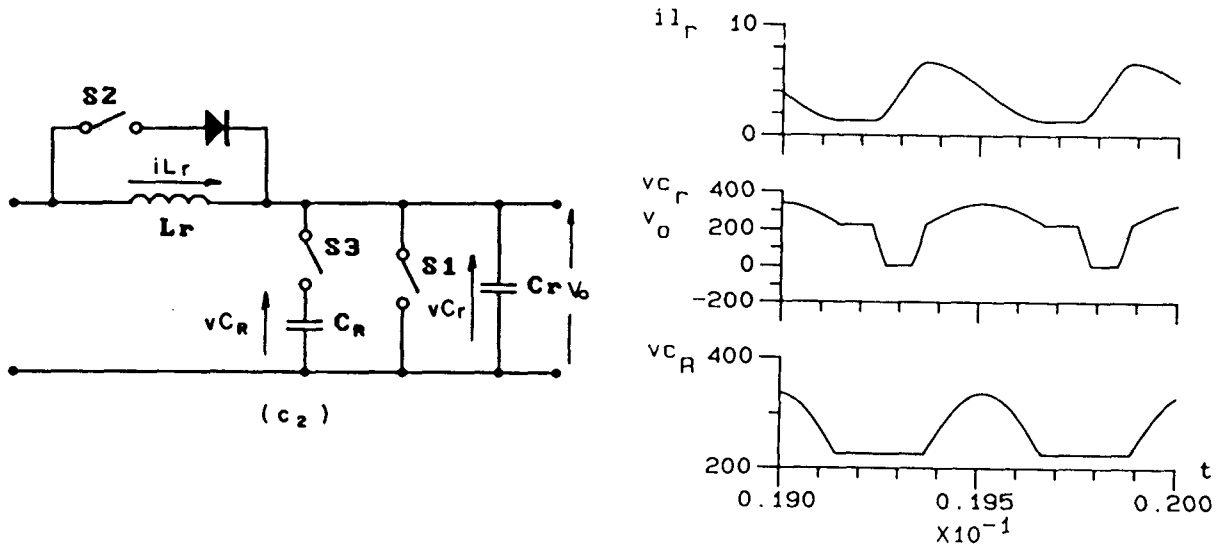 S2
iLr
Lr
S3
S1
vCR
CR
vCr
Cr
Vo
(c2)
ilr
10
0
vcr
vo
400
200
0
-200
vcR
400
200
t
0.190
0.195
0.200
X10-1